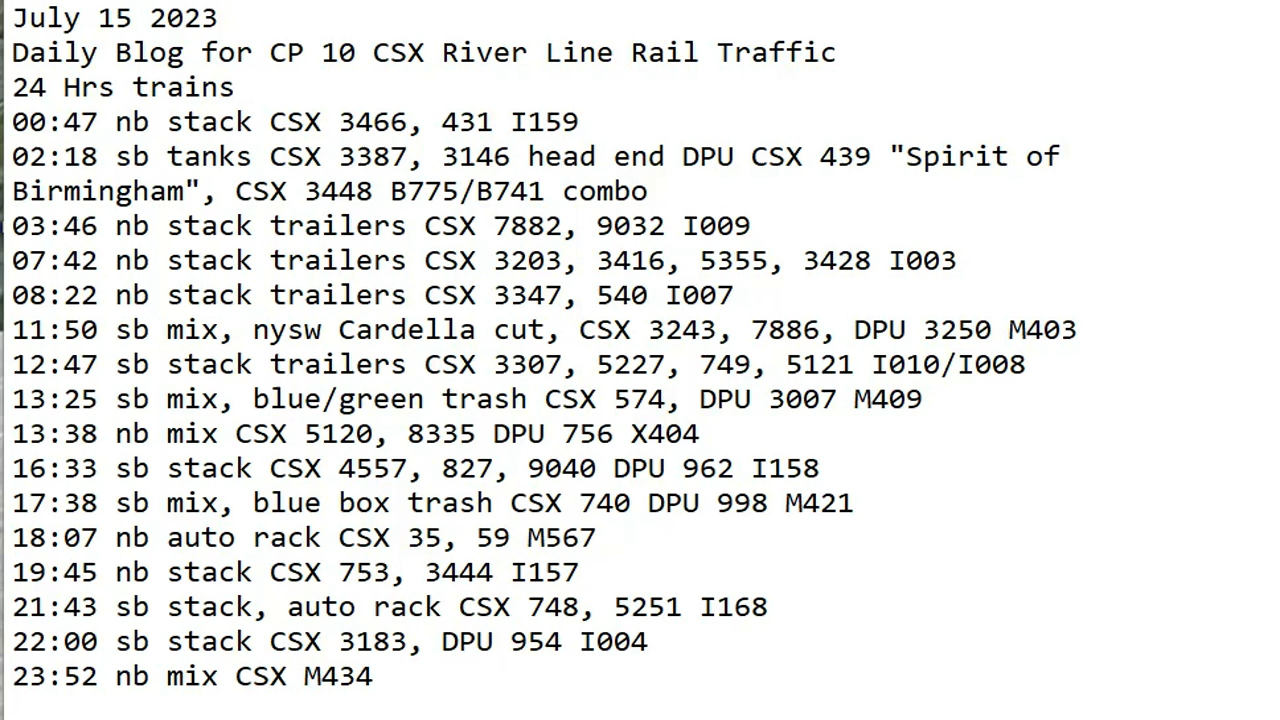 July 15 2023
Daily Blog for CP 10 CSX River Line Rail Traffic
24 Hrs trains
00:47 nb stack CSX 3466, 431 I159
02:18 sb tanks CSX 3387, 3146 head end DPU CSX 439 "Spirit of
Birmingham", CSX 3448 B775/B741 combo
03:46 nb stack trailers CSX 7882, 9032 I009
07:42 nb stack trailers CSX 3203, 3416, 5355, 3428 I003
08:22 nb stack trailers CSX 3347, 540 I007
11:50 sb mix, nysw Cardella cut, CSX 3243, 7886, DPU 3250 M403
12:47 sb stack trailers CSX 3307, 5227, 749, 5121 I010/I008
13:25 sb mix, blue/green trash CSX 574, DPU 3007 M409
13:38 nb mix CSX 5120, 8335 DPU 756 X404
16:33 sb stack CSX 4557, 827, 9040 DPU 962 I158
17:38 sb mix, blue box trash CSX 740 DPU 998 M421
18:07 nb auto rack CSX 35, 59 M567
19:45 nb stack CSX 753, 3444 I157
21:43 sb stack, auto rack CSX 748, 5251 I168
22:00 sb stack CSX 3183, DPU 954 I004
23:52 nb mix CSX M434